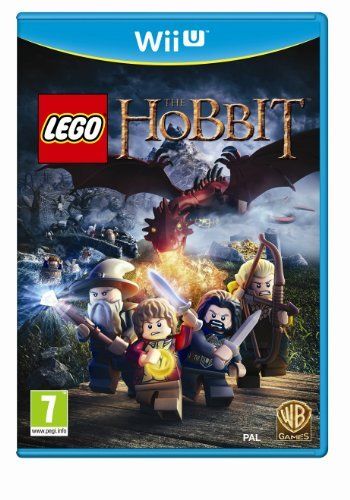 Wii U
LEGO
THE
HOBBIT
7
www.pegi.info
PAL
WB
GAMES